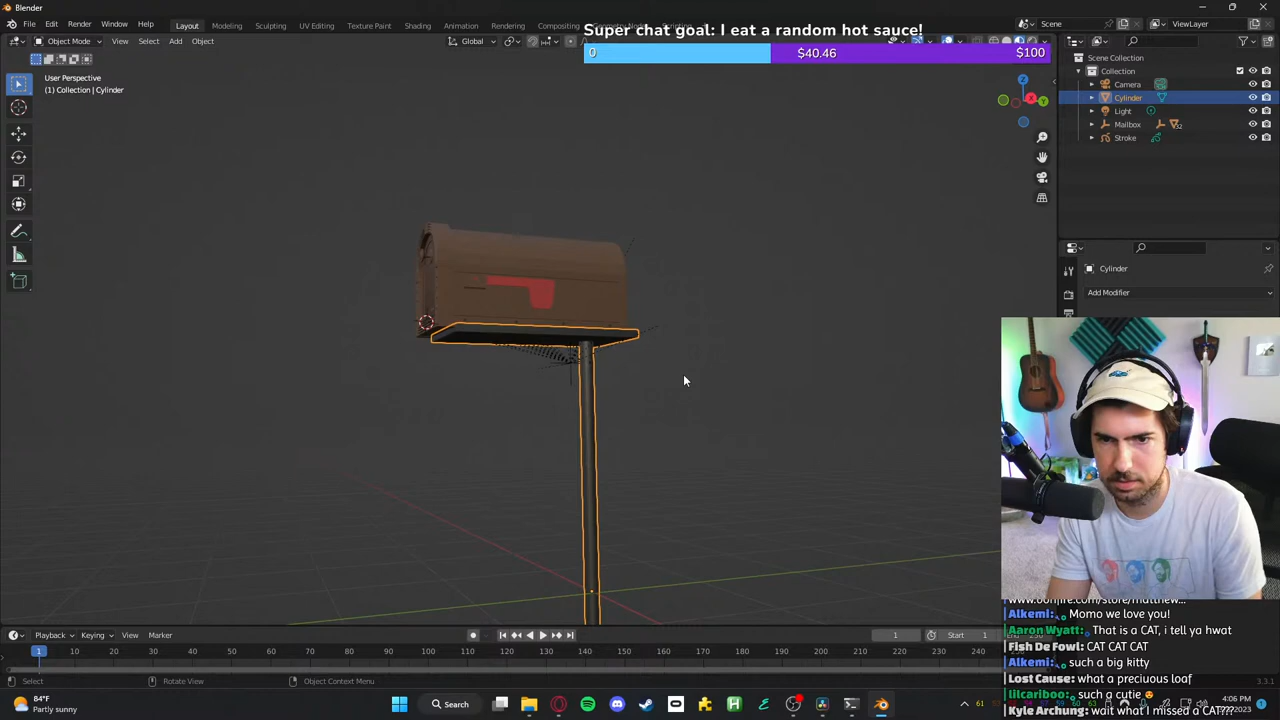 Blender
File Edit Render Window Help Layout Modeling Sculpting UV Editing Texture Paint Shading Animation Rendering Compositing Scene ViewLayer
Super chat goal: I eat a random hot sauce!
Object Mode View Select Add Object Global
0 $40.46 $100
User Perspective
(1) Collection | Cylinder
Scene Collection
Collection
Camera
Cylinder
Light
Mailbox 32
Stroke
Z
X Y
Cylinder
Add Modifier
Alkemi: Momo we love you!
Aaron Wyatt: That is a CAT, i tell ya hwat
Fish De Fowl: CAT CAT CAT
Alkemi: such a big kitty
Lost Cause: what a preciuous loaf
lilcariboo: such a cutie
Kyle Archung: wait what I missed a CAT???
Playback Keying View Marker 1 Start 1
1 10 20 30 40 50 60 70 80 90 100 110 120 130 140 150 160 170 180 190 200 210 220 230 240
Select Rotate View Object Context Menu 3.3.1
84°F
Partly sunny
Search
61
4:06 PM